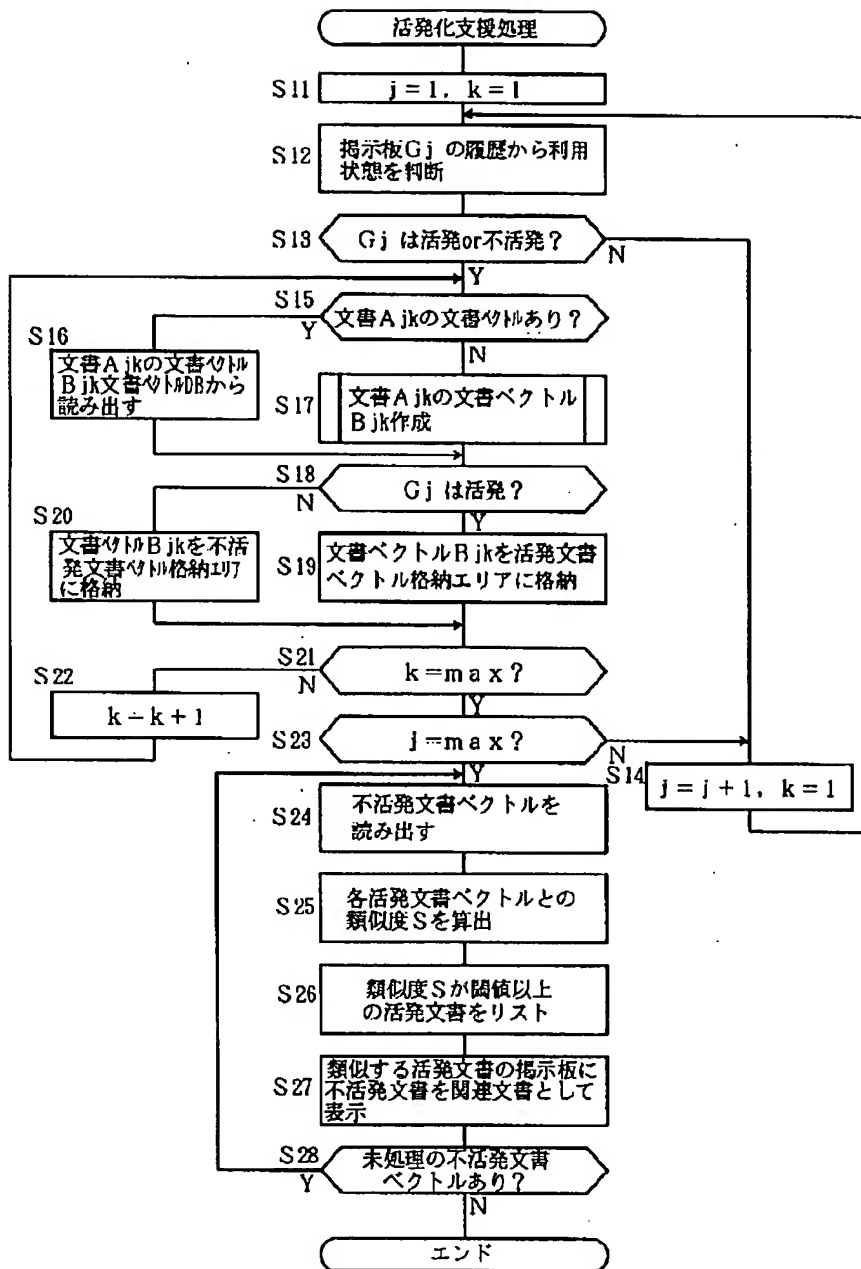 活発化支援処理
S11
j=1, k=1
S12
掲示板Gj の履歴から利用
状態を判断
S13
Gj は活発or不活発?
N
Y
S15
文書Ajkの文書ベクトルあり?
Y
N
S16
文書Ajkの文書ベクトル
Bjk文書ベクトルDBから
読み出す
S17
文書Ajkの文書ベクトル
Bjk作成
S18
Gj は活発?
N
Y
S20
文書ベクトルBjkを不活
発文書ベクトル格納エリア
に格納
S19
文書ベクトルBjkを活発文書
ベクトル格納エリアに格納
S21
k=max?
N
Y
S22
k=k+1
S23
j=max?
N
Y
S14
j=j+1, k=1
S24
不活発文書ベクトルを
読み出す
S25
各活発文書ベクトルとの
類似度Sを算出
S26
類似度Sが閾値以上
の活発文書をリスト
S27
類似する活発文書の掲示板に
不活発文書を関連文書として
表示
S28
未処理の不活発文書
ベクトルあり?
Y
N
エンド